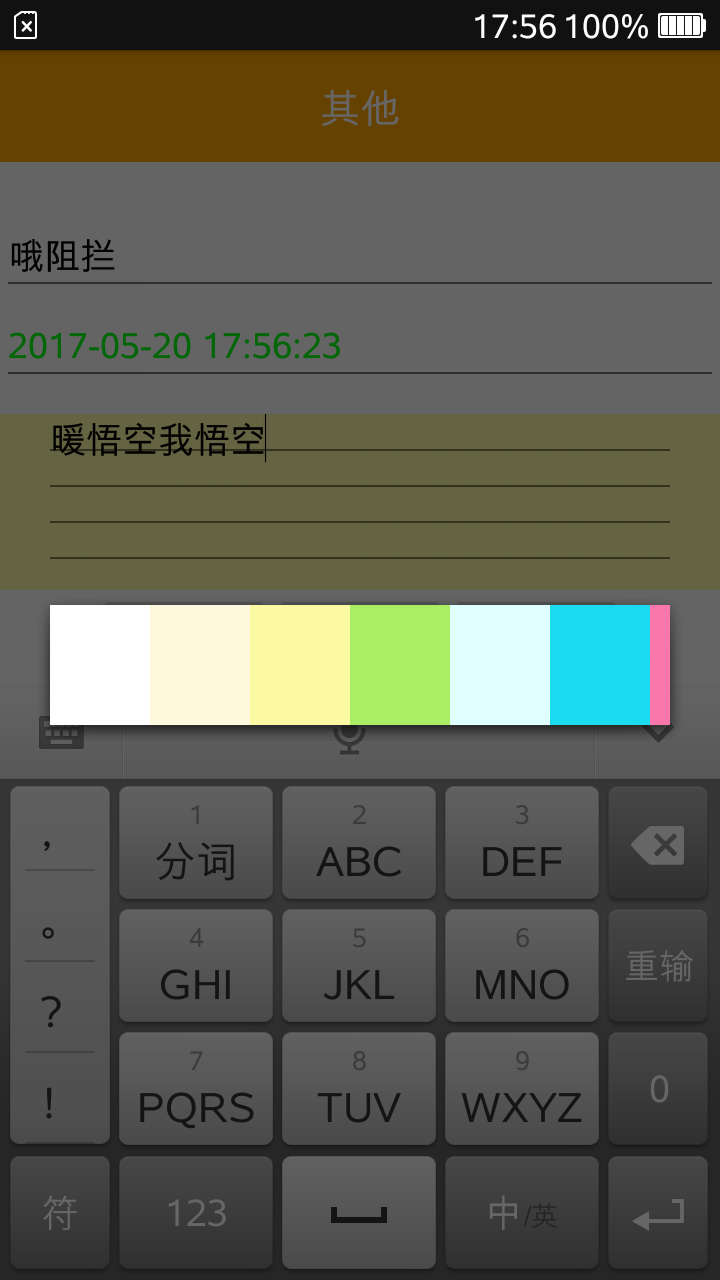 17:56 100%
其他
哦阻拦
2017-05-20 17:56:23
暖悟空我悟空
, 1 2 3
分词 ABC DEF
。 4 5 6
GHI JKL MNO 重输
? 7 8 9
PQRS TUV WXYZ 0
!
符 123 中/英